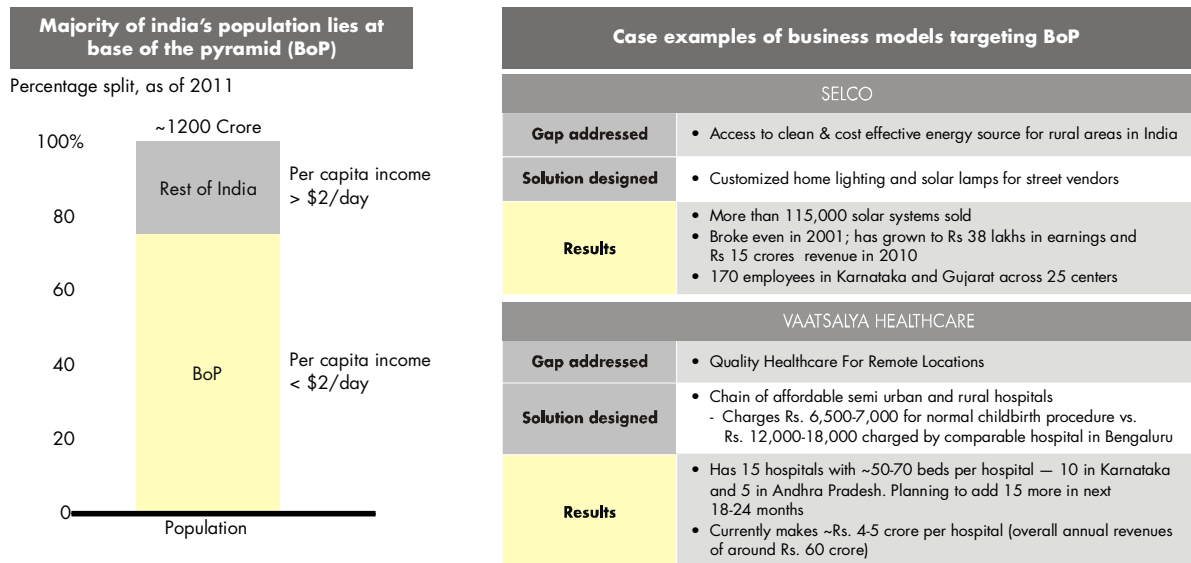 Majority of india's population lies at
base of the pyramid (BoP)
Percentage split, as of 2011
~1200 Crore
100%
80
60
40
20
0
Rest of India
BoP
Per capita income
> $2/day
Per capita income
< $2/day
Population
Case examples of business models targeting BoP
SELCO
Gap addressed
• Access to clean & cost effective energy source for rural areas in India
Solution designed
• Customized home lighting and solar lamps for street vendors
Results
• More than 115,000 solar systems sold
• Broke even in 2001; has grown to Rs 38 lakhs in earnings and
Rs 15 crores revenue in 2010
• 170 employees in Karnataka and Gujarat across 25 centers
VAATSALYA HEALTHCARE
Gap addressed
• Quality Healthcare For Remote Locations
Solution designed
• Chain of affordable semi urban and rural hospitals
- Charges Rs. 6,500-7,000 for normal childbirth procedure vs.
Rs. 12,000-18,000 charged by comparable hospital in Bengaluru
Results
• Has 15 hospitals with ~50-70 beds per hospital — 10 in Karnataka
and 5 in Andhra Pradesh. Planning to add 15 more in next
18-24 months
• Currently makes ~Rs. 4-5 crore per hospital (overall annual revenues
of around Rs. 60 crore)